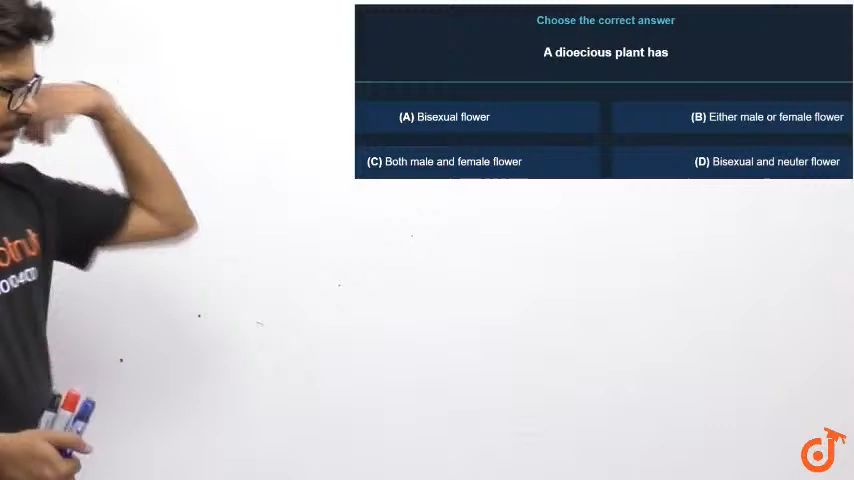 Choose the correct answer
A dioecious plant has
(A) Bisexual flower
(B) Either male or female flower
(C) Both male and female flower
(D) Bisexual and neuter flower